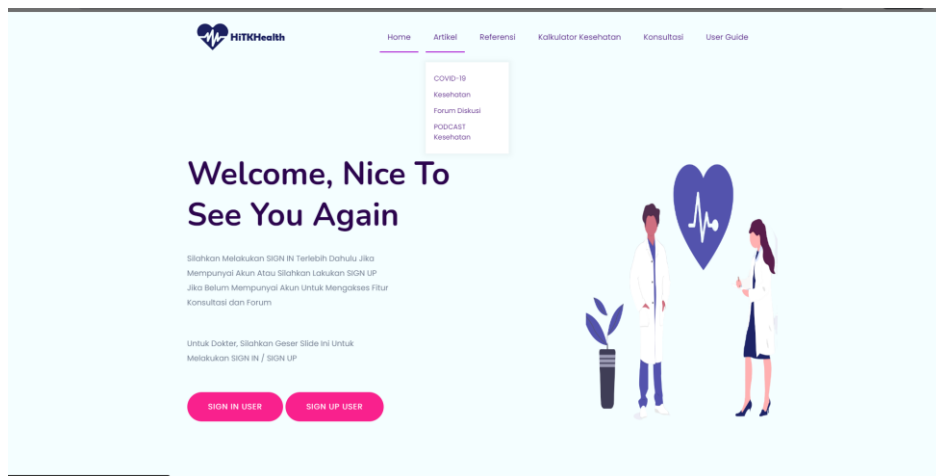 HiTKHealth
Home Artikel Referensi Kalkulator Kesehatan Konsultasi User Guide
COVID-19
Kesehatan
Forum Diskusi
PODCAST
Kesehatan
Welcome, Nice To
See You Again
Silahkan Melakukan SIGN IN Terlebih Dahulu Jika
Mempunyai Akun Atau Silahkan Lakukan SIGN UP
Jika Belum Mempunyai Akun Untuk Mengakses Fitur
Konsultasi dan Forum
Untuk Dokter, Silahkan Geser Slide Ini Untuk
Melakukan SIGN IN / SIGN UP
SIGN IN USER SIGN UP USER